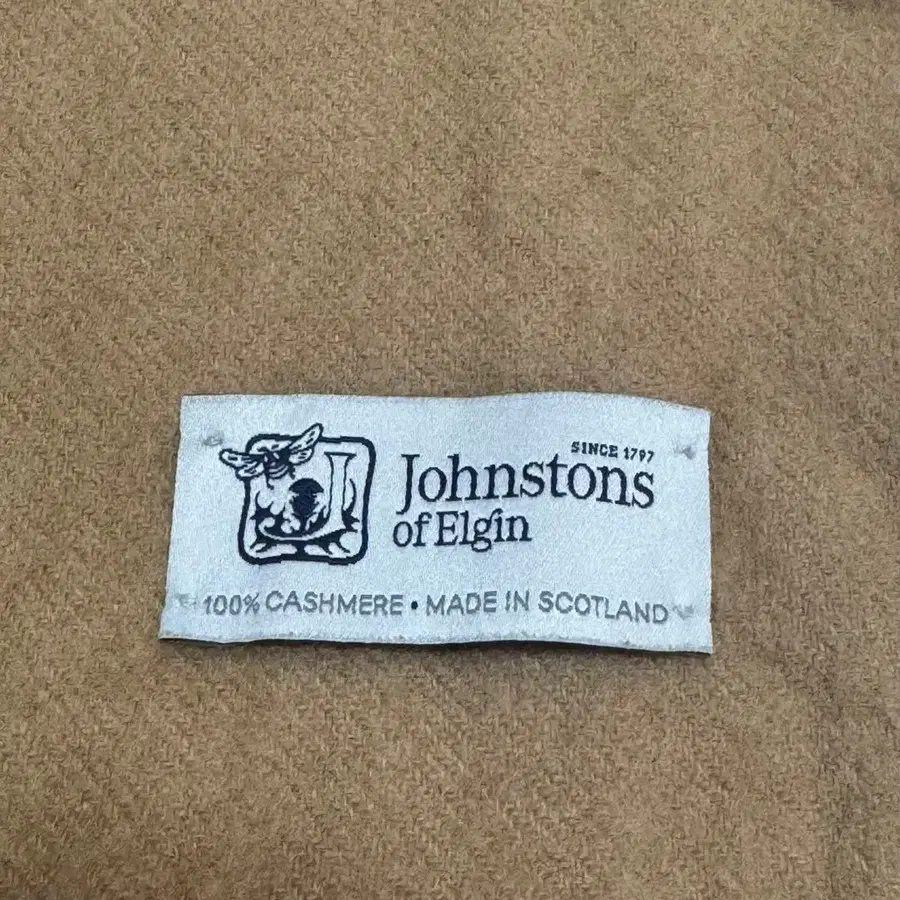 SINCE 1797
Johnstons
of Elgin
100% CASHMERE • MADE IN SCOTLAND